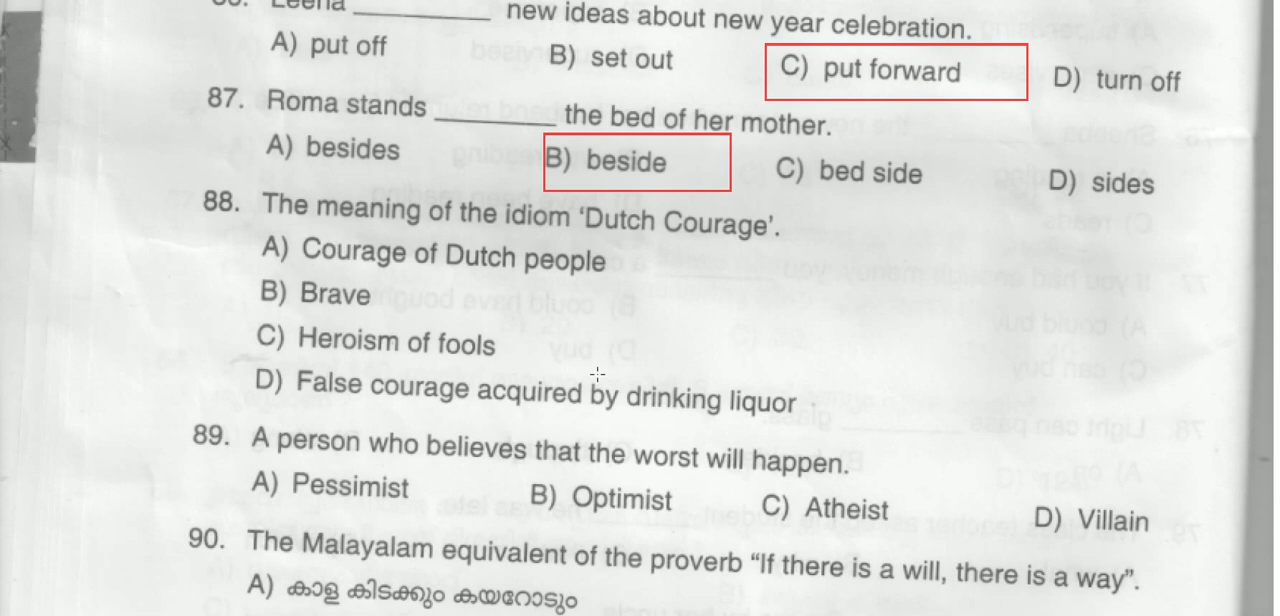 Leena __________ new ideas about new year celebration.
A) put off B) set out C) put forward D) turn off
87. Roma stands _________ the bed of her mother.
A) besides B) beside C) bed side D) sides
88. The meaning of the idiom ‘Dutch Courage’.
A) Courage of Dutch people
B) Brave
C) Heroism of fools
D) False courage acquired by drinking liquor
89. A person who believes that the worst will happen.
A) Pessimist B) Optimist C) Atheist D) Villain
90. The Malayalam equivalent of the proverb “If there is a will, there is a way”.
A) കാള കിടക്കും കയറോടും